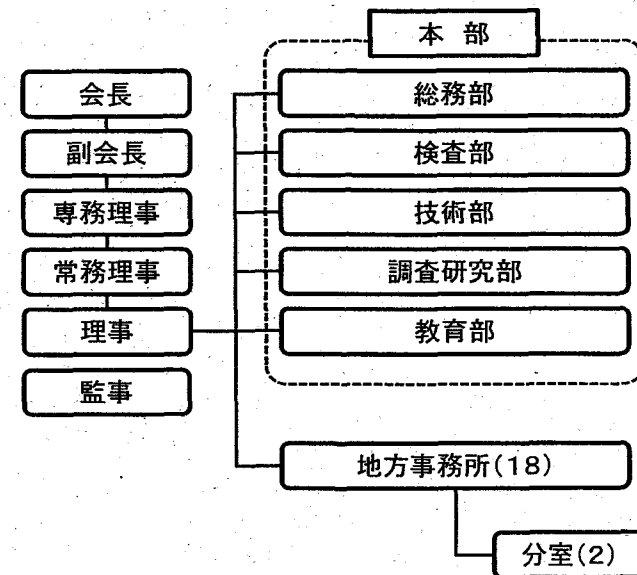 本 部
会長
副会長
専務理事
常務理事
理事
監事
総務部
検査部
技術部
調査研究部
教育部
地方事務所(18)
分室(2)